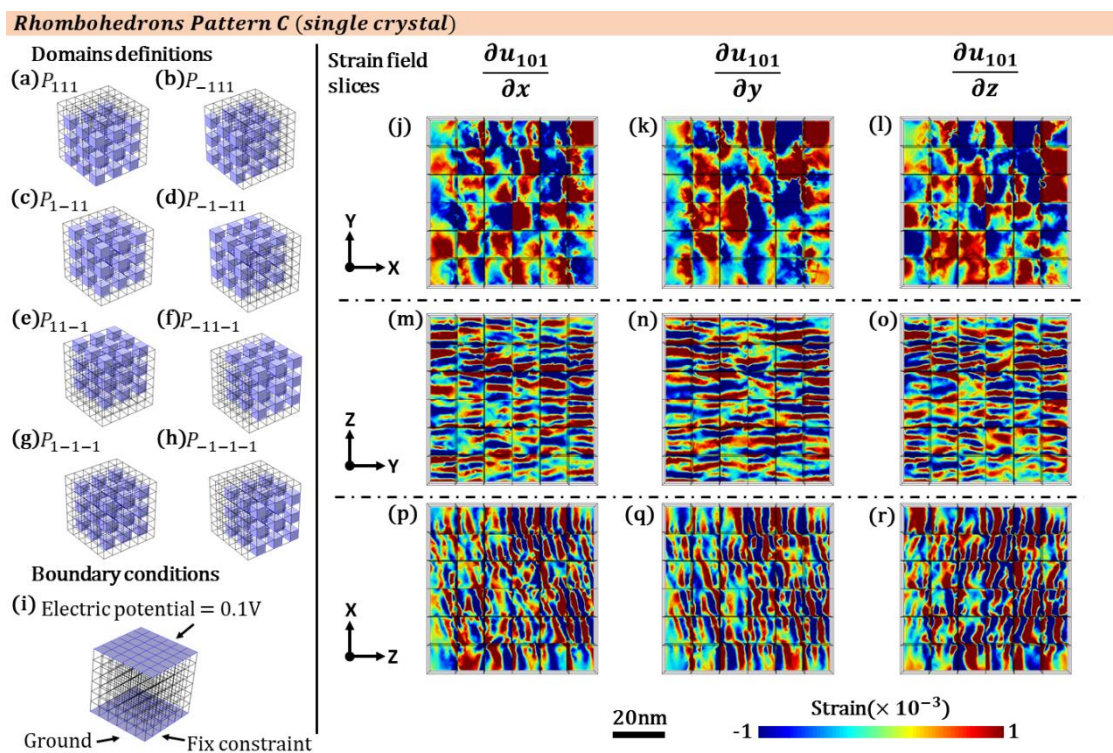 Rhombohedrons Pattern C (single crystal)
Domains definitions
(a) P₁₁₁
(b) P₋₁₁₁
(c) P₁₋₁₁
(d) P₋₁₋₁₁
(e) P₁₁₋₁
(f) P₋₁₁₋₁
(g) P₁₋₁₋₁
(h) P₋₁₋₁₋₁
Boundary conditions
(i) Electric potential = 0.1V
Ground
Fix constraint
Strain field
slices
∂u₁₀₁/∂x
∂u₁₀₁/∂y
∂u₁₀₁/∂z
(j)
(k)
(l)
Y
X
(m)
(n)
(o)
Z
Y
(p)
(q)
(r)
X
Z
20nm
Strain(× 10⁻³)
-1
1